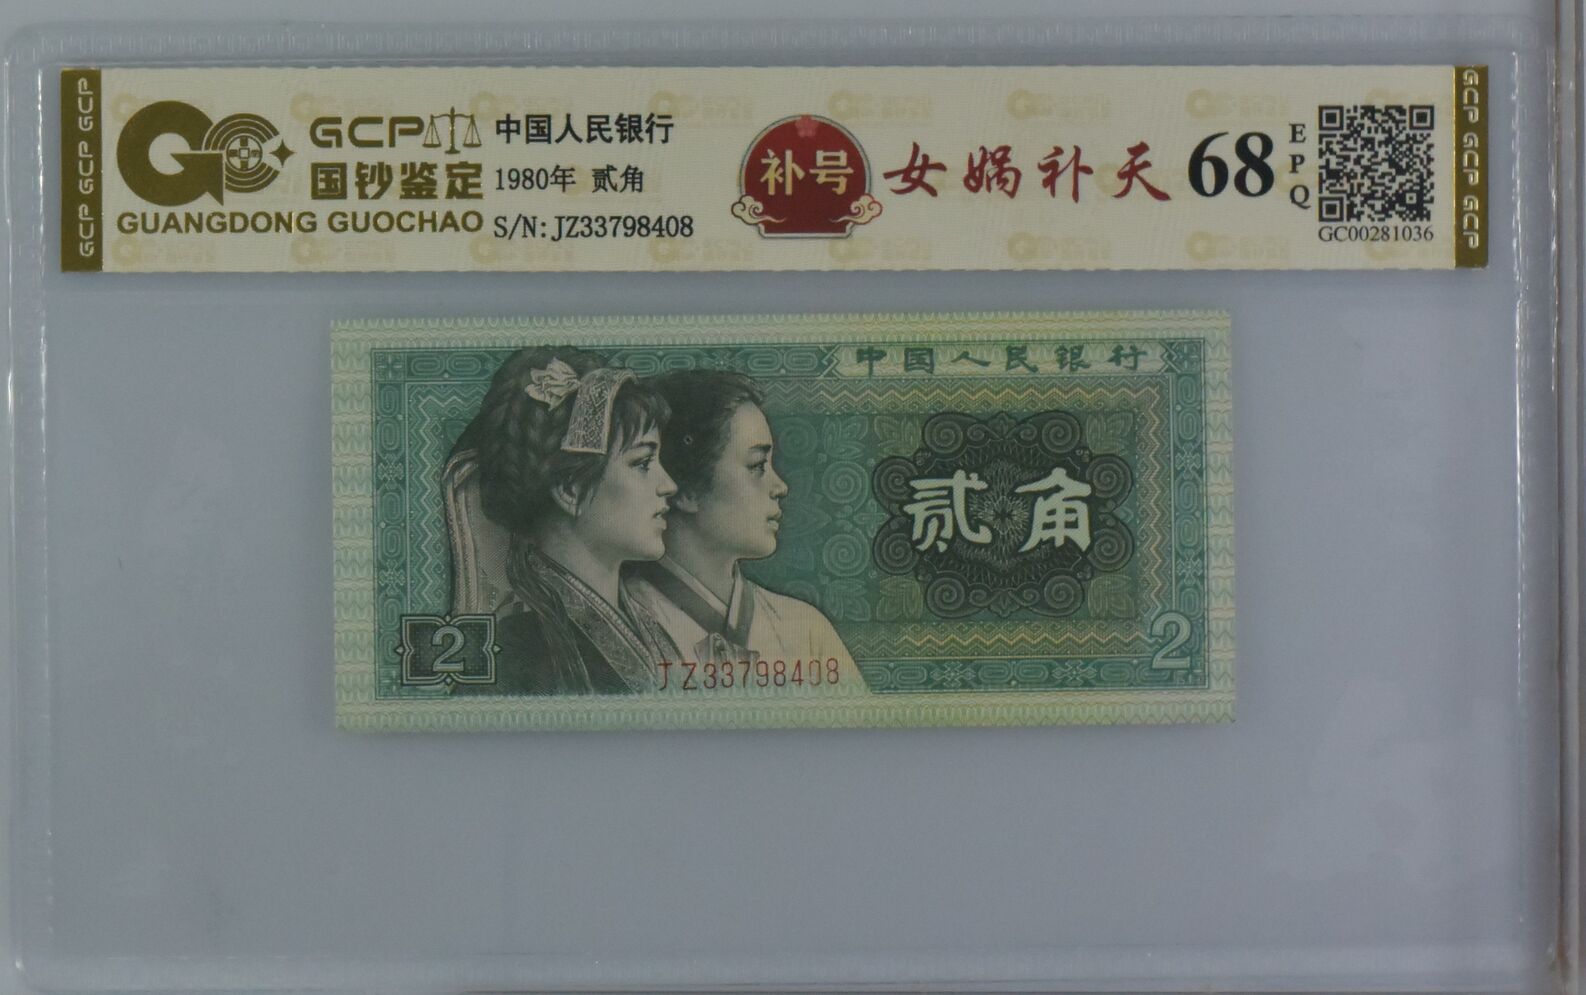 GCP GCP GCP
GCP
国钞鉴定
GUANGDONG GUOCHAO
中国人民银行
1980年 贰角
S/N: JZ33798408
补号
女娲补天
68
EPQ
GC00281036
GCP GCP GCP
中国人民银行
贰角
2
2
JZ33798408